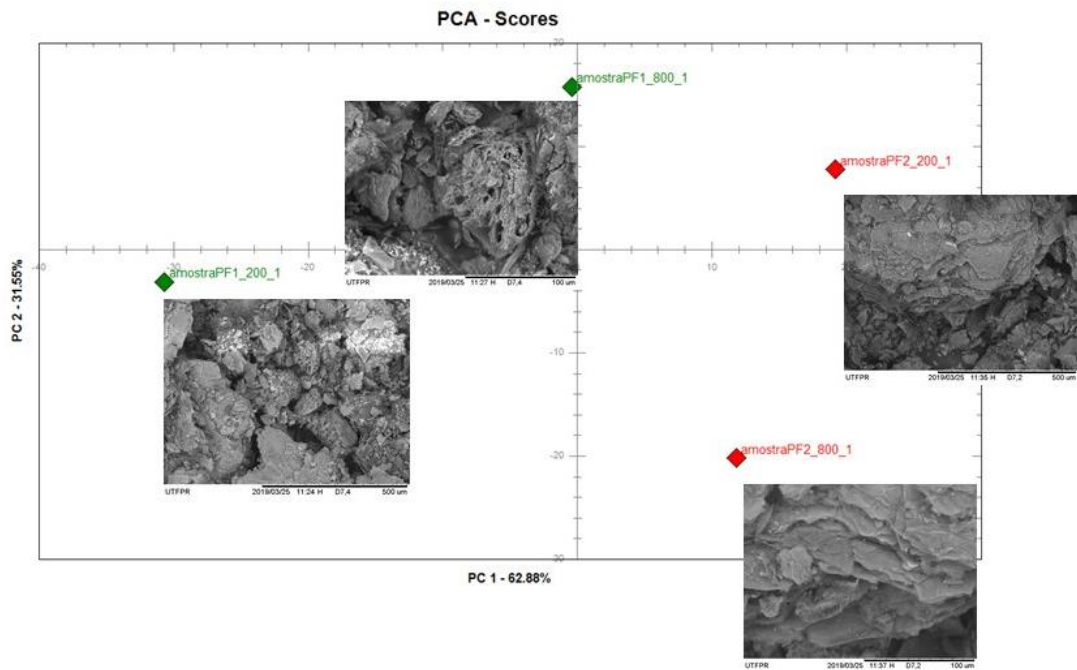 PCA - Scores
20
amostraPF1_800_1
amostraPF2_200_1
UTFPR 2019/03/25 11:27 H D7,4 100 um
-40
-20
10
amostraPF1_200_1
PC 2 - 31.55%
-10
UTFPR 2019/03/25 11:35 H D7,2 500 um
-20
amostraPF2_800_1
UTFPR 2019/03/25 11:24 H D7,4 500 um
-30
PC 1 - 62.88%
UTFPR 2019/03/25 11:37 H D7,2 100 um